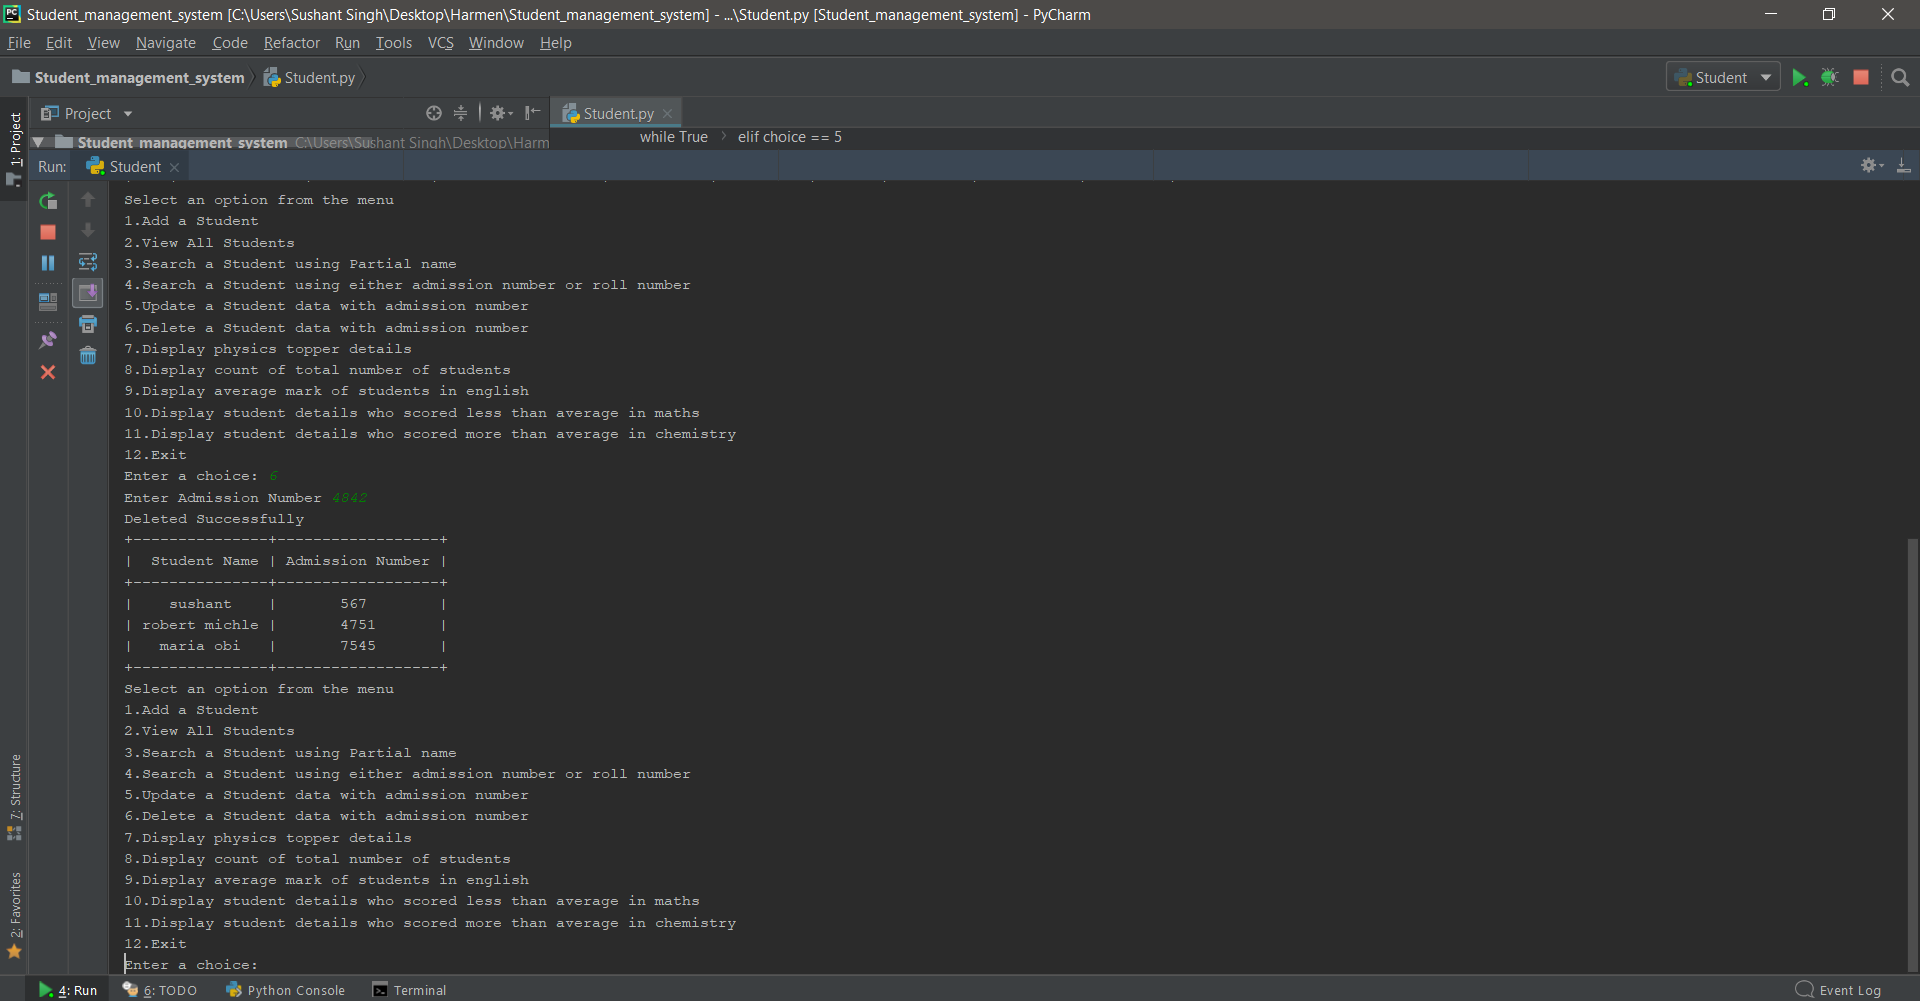 Student_management_system [C:\Users\Sushant Singh\Desktop\Harmen\Student_management_system] - ...\Student.py [Student_management_system] - PyCharm
File Edit View Navigate Code Refactor Run Tools VCS Window Help
Student_management_system Student.py Student
Project Student.py
1: Project
Student_management_system C:\Users\Sushant Singh\Desktop\Harm while True elif choice == 5
Run: Student
Select an option from the menu
1.Add a Student
2.View All Students
3.Search a Student using Partial name
4.Search a Student using either admission number or roll number
5.Update a Student data with admission number
6.Delete a Student data with admission number
7.Display physics topper details
8.Display count of total number of students
9.Display average mark of students in english
10.Display student details who scored less than average in maths
11.Display student details who scored more than average in chemistry
12.Exit
Enter a choice: 6
Enter Admission Number 4842
Deleted Successfully
+---------------+------------------+
|  Student Name | Admission Number |
+---------------+------------------+
|    sushant    |       567        |
| robert michle |       4751       |
|   maria obi   |       7545       |
+---------------+------------------+
Select an option from the menu
1.Add a Student
2.View All Students
3.Search a Student using Partial name
4.Search a Student using either admission number or roll number
5.Update a Student data with admission number
6.Delete a Student data with admission number
7.Display physics topper details
8.Display count of total number of students
9.Display average mark of students in english
10.Display student details who scored less than average in maths
11.Display student details who scored more than average in chemistry
12.Exit
Enter a choice:
7: Structure
2: Favorites
4: Run 6: TODO Python Console Terminal Event Log